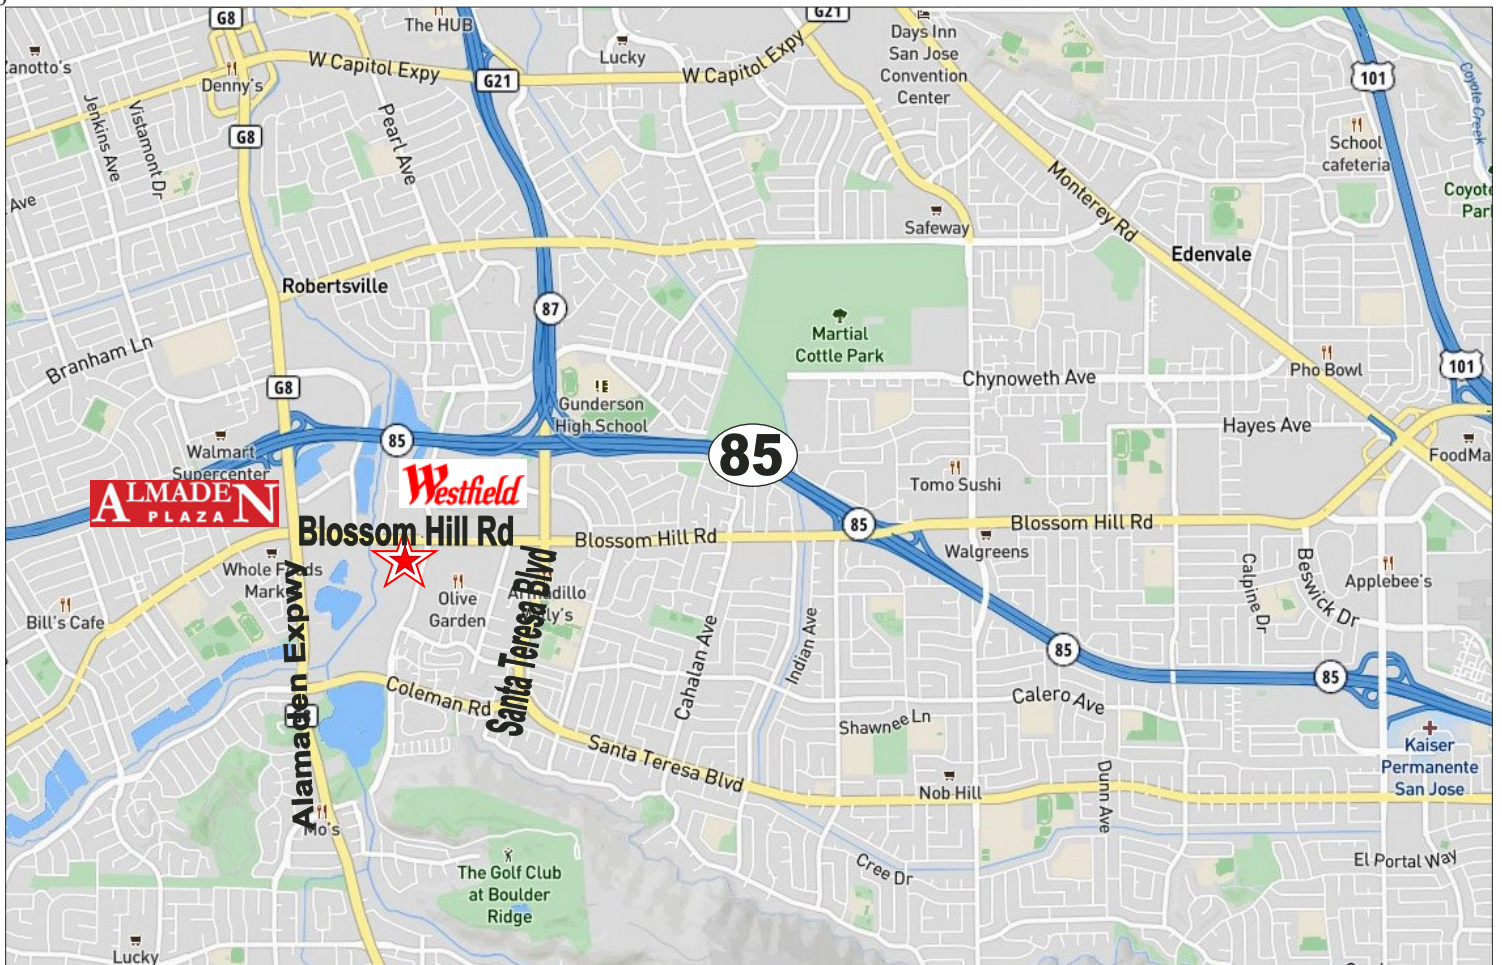 G8
The HUB
G21
Days Inn
San Jose
Convention
Center
Lucky
W Capitol Expy
W Capitol Expy
G21
101
Denny's
Jenkins Ave
Vistamont Dr
Pearl Ave
G8
School
cafeteria
Coyote Creek
Monterey Rd
Ave
Safeway
Edenvale
Robertsville
87
Martial
Cottle Park
Branham Ln
G8
Chynoweth Ave
Pho Bowl
101
Gunderson
High School
Hayes Ave
85
85
Walmart
Supercenter
Westfield
Tomo Sushi
ALMADEN
PLAZA
Blossom Hill Rd
Blossom Hill Rd
85
Blossom Hill Rd
Walgreens
Whole Foods
Bill's Cafe
Olive
Garden
Alamaden Expwy
Santa Teresa Blvd
Cahalan Ave
Indian Ave
Calpine Dr
Beswick Dr
Applebee's
85
85
Coleman Rd
Calero Ave
Shawnee Ln
Santa Teresa Blvd
Kaiser
Permanente
San Jose
Nob Hill
Dunn Ave
Mo's
Cree Dr
El Portal Way
The Golf Club
at Boulder
Ridge
Lucky